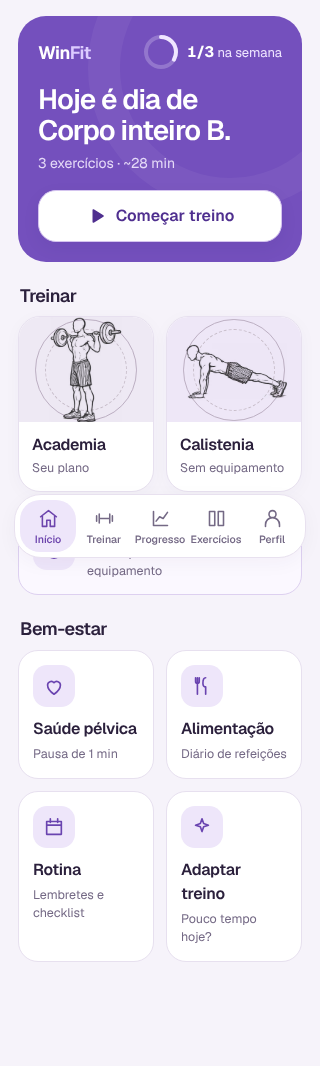 WinFit
1/3 na semana
Hoje é dia de
Corpo inteiro B.
3 exercícios · ~28 min
Começar treino
Treinar
Academia
Seu plano
Calistenia
Sem equipamento
Início
Treinar
Progresso
Exercícios
Perfil
equipamento
Bem-estar
Saúde pélvica
Pausa de 1 min
Alimentação
Diário de refeições
Rotina
Lembretes e
checklist
Adaptar
treino
Pouco tempo
hoje?